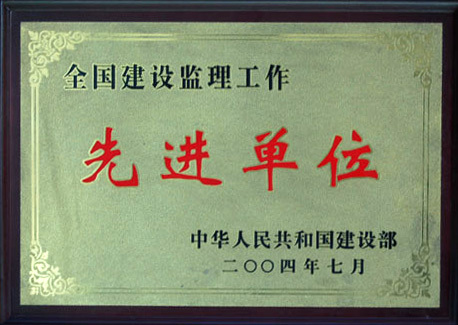 全国建设监理工作
先进单位
中华人民共和国建设部
二〇〇四年七月